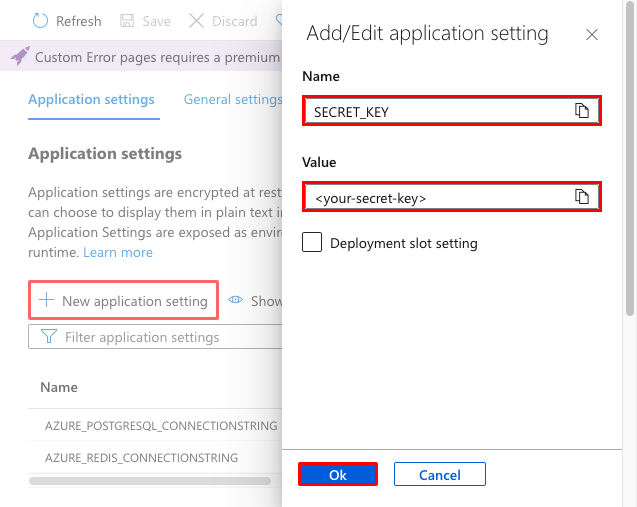 Refresh Save Discard
Custom Error pages requires a premium
Application settings General settings
Application settings
Application settings are encrypted at rest
can choose to display them in plain text in
Application Settings are exposed as
runtime. Learn more
New application setting Show
Filter application settings
Name
AZURE_POSTGRESQL_CONNECTIONSTRING
AZURE_REDIS_CONNECTIONSTRING
Add/Edit application setting
Name
SECRET_KEY
Value
<your-secret-key>
Deployment slot setting
Ok Cancel